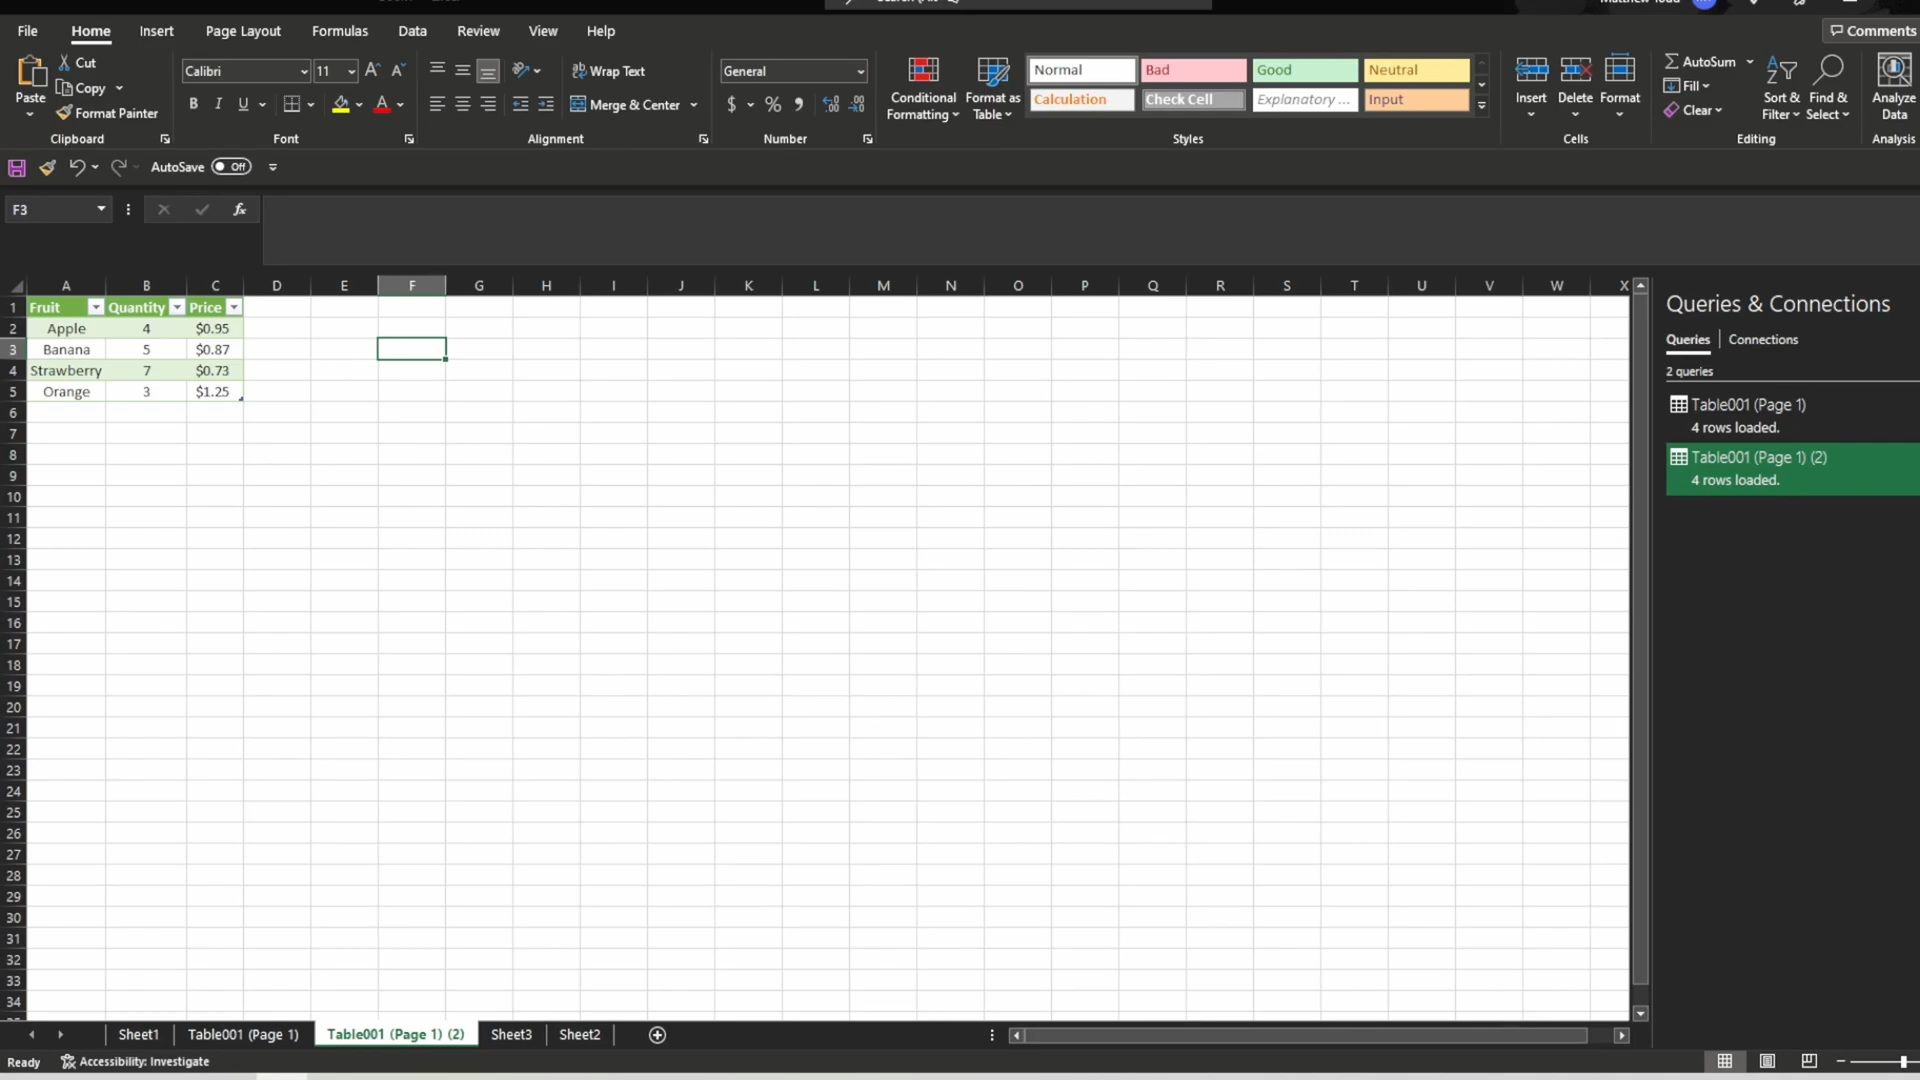 File Home Insert Page Layout Formulas Data Review View Help Comments
Paste Cut Copy Format Painter Clipboard
Calibri 11 B I U A Font
Wrap Text Merge & Center Alignment
General $ % Number
Conditional Formatting Format as Table
Normal Bad Good Neutral
Calculation Check Cell Explanatory ... Input
Styles
Insert Delete Format Cells
AutoSum Fill Clear Sort & Filter Find & Select Editing
Analyze Data Analysis
AutoSave Off
F3 fx
A B C D E F G H I J K L M N O P Q R S T U V W X
1 Fruit Quantity Price
2 Apple 4 $0.95
3 Banana 5 $0.87
4 Strawberry 7 $0.73
5 Orange 3 $1.25
6
7
8
9
10
11
12
13
14
15
16
17
18
19
20
21
22
23
24
25
26
27
28
29
30
31
32
33
34
Queries & Connections
Queries Connections
2 queries
Table001 (Page 1)
4 rows loaded.
Table001 (Page 1) (2)
4 rows loaded.
Sheet1 Table001 (Page 1) Table001 (Page 1) (2) Sheet3 Sheet2
Ready Accessibility: Investigate